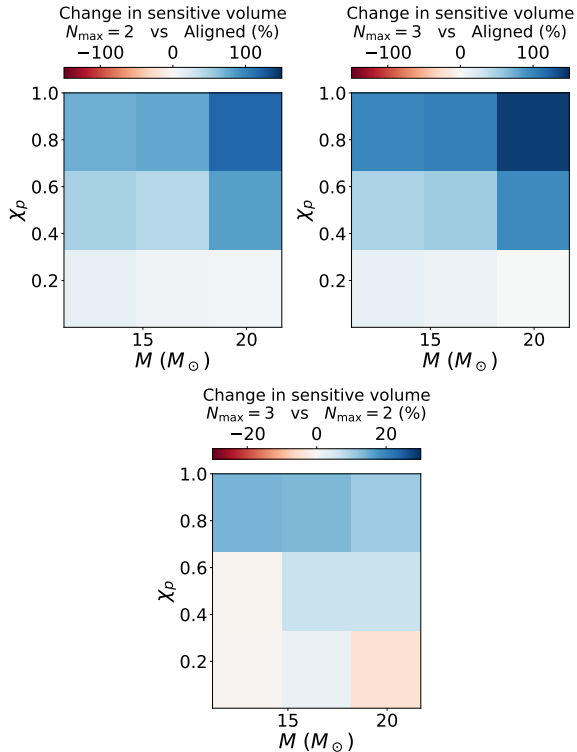 Change in sensitive volume
N_max = 2 vs Aligned (%)
−100 0 100
1.0
0.8
0.6
0.4
0.2
χ_p
15 20
M (M_⊙)
Change in sensitive volume
N_max = 3 vs Aligned (%)
−100 0 100
1.0
0.8
0.6
0.4
0.2
χ_p
15 20
M (M_⊙)
Change in sensitive volume
N_max = 3 vs N_max = 2 (%)
−20 0 20
1.0
0.8
0.6
0.4
0.2
χ_p
15 20
M (M_⊙)